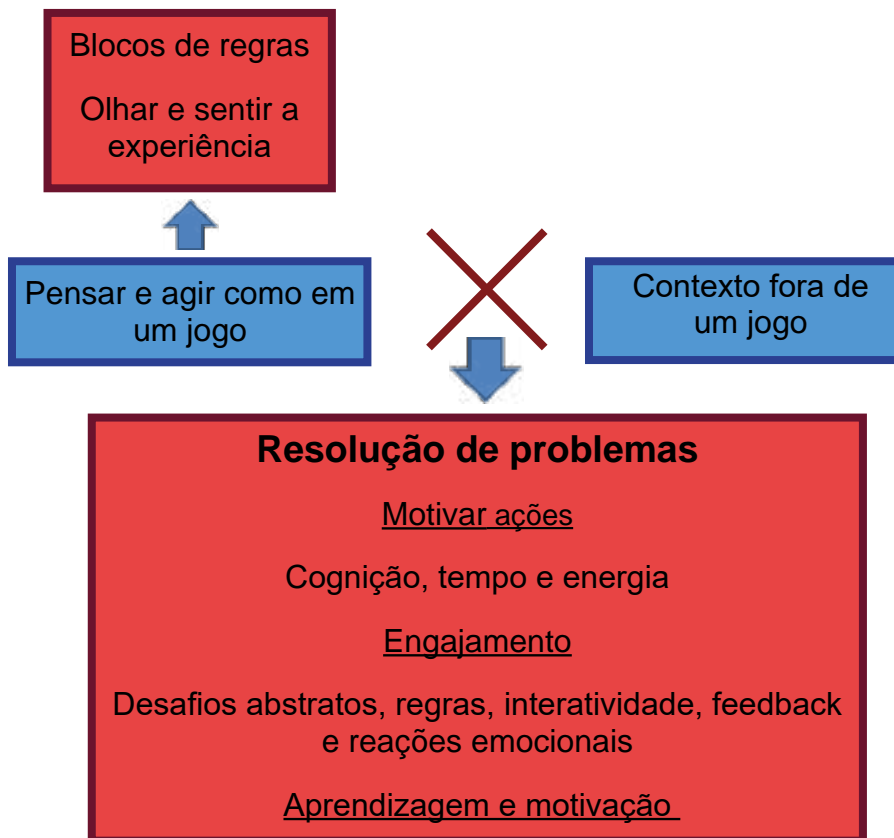 Blocos de regras
Olhar e sentir a
experiência
Pensar e agir como em
um jogo
Contexto fora de
um jogo
Resolução de problemas
Motivar ações
Cognição, tempo e energia
Engajamento
Desafios abstratos, regras, interatividade, feedback
e reações emocionais
Aprendizagem e motivação